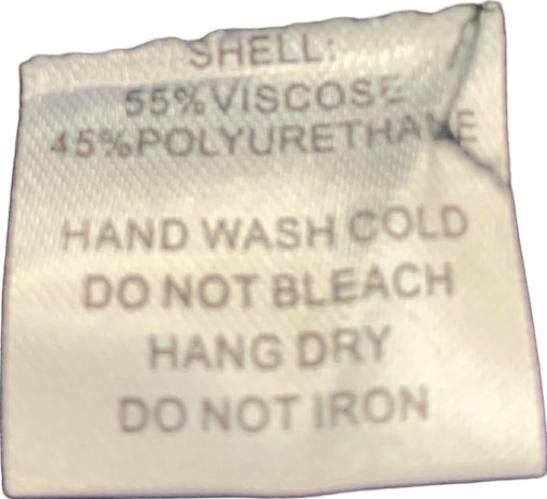 SHELL:
55%VISCOSE
45%POLYURETHANE
HAND WASH COLD
DO NOT BLEACH
HANG DRY
DO NOT IRON